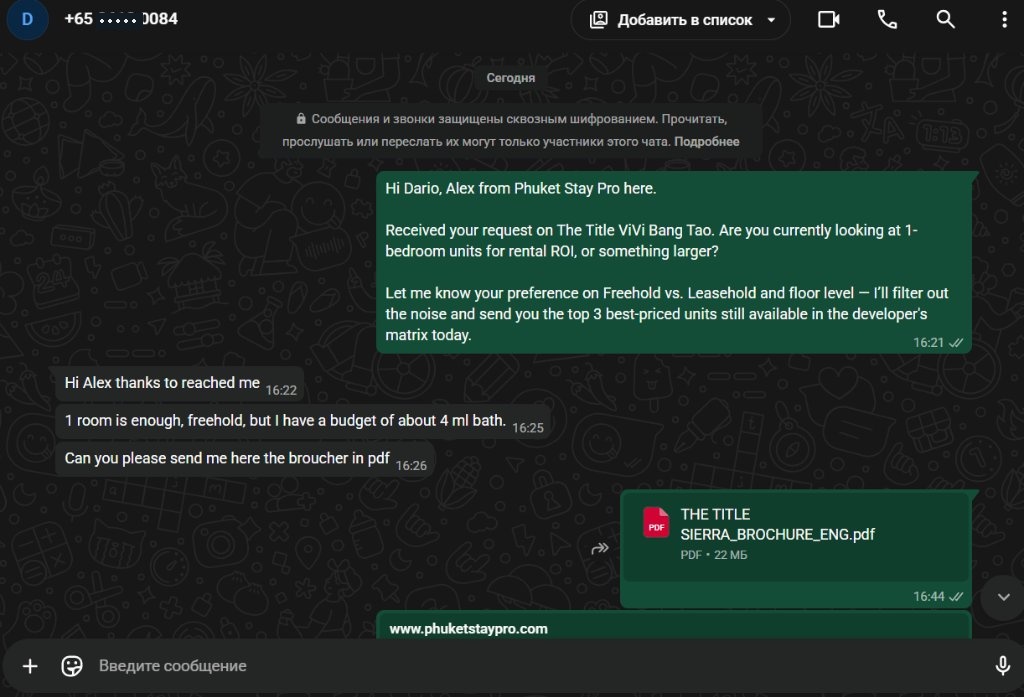 D
+65 ••••• 0084
Добавить в список
Сегодня
Сообщения и звонки защищены сквозным шифрованием. Прочитать,
прослушать или переслать их могут только участники этого чата. Подробнее
Hi Dario, Alex from Phuket Stay Pro here.
Received your request on The Title ViVi Bang Tao. Are you currently looking at 1-
bedroom units for rental ROI, or something larger?
Let me know your preference on Freehold vs. Leasehold and floor level — I'll filter out
the noise and send you the top 3 best-priced units still available in the developer's
matrix today.
16:21
Hi Alex thanks to reached me 16:22
1 room is enough, freehold, but I have a budget of about 4 ml bath. 16:25
Can you please send me here the broucher in pdf 16:26
PDF
THE TITLE
SIERRA_BROCHURE_ENG.pdf
PDF • 22 МБ
16:44
www.phuketstaypro.com
Введите сообщение